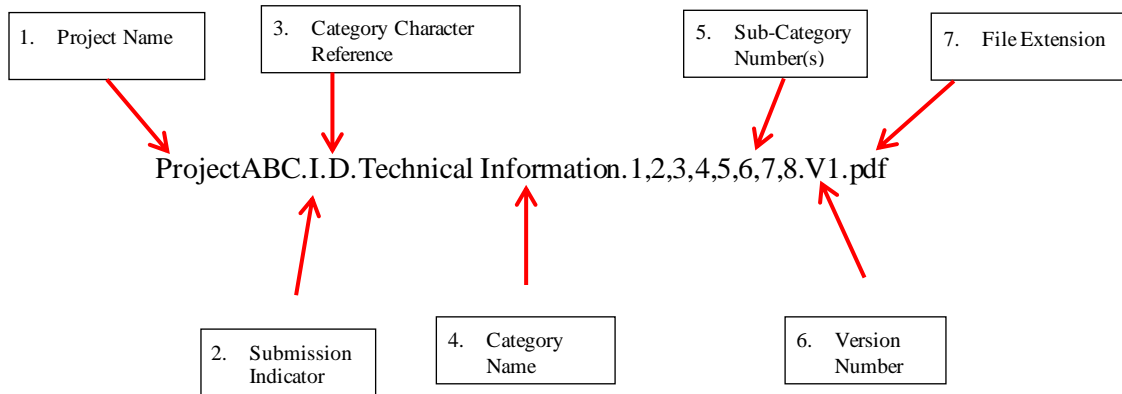 1. Project Name
3. Category Character
Reference
5. Sub-Category
Number(s)
7. File Extension
ProjectABC.I.D.Technical Information.1,2,3,4,5,6,7,8.V1.pdf
2. Submission
Indicator
4. Category
Name
6. Version
Number